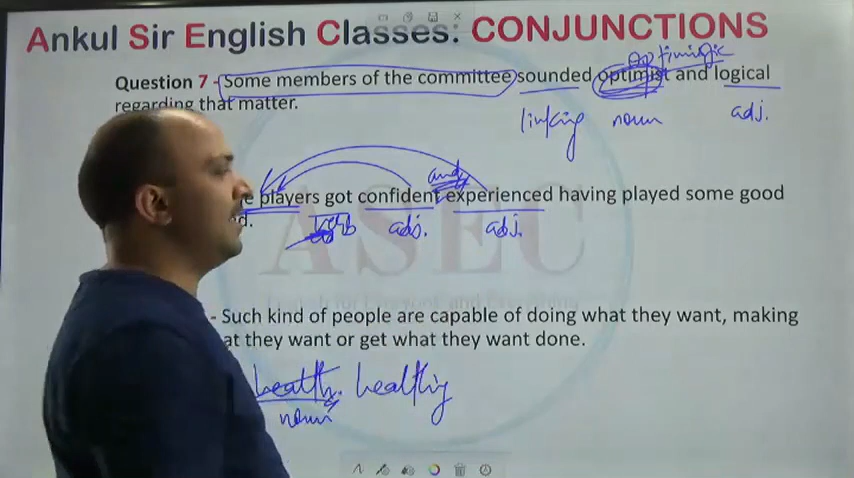 Ankul Sir English Classes: CONJUNCTIONS
optimistic
Question 7 - Some members of the committee sounded optimist and logical
regarding that matter.
linking noun adj.
and
players got confident experienced having played some good
d.
verb adj. adj.
ASEC
- Such kind of people are capable of doing what they want, making
at they want or get what they want done.
health. healthy
noun